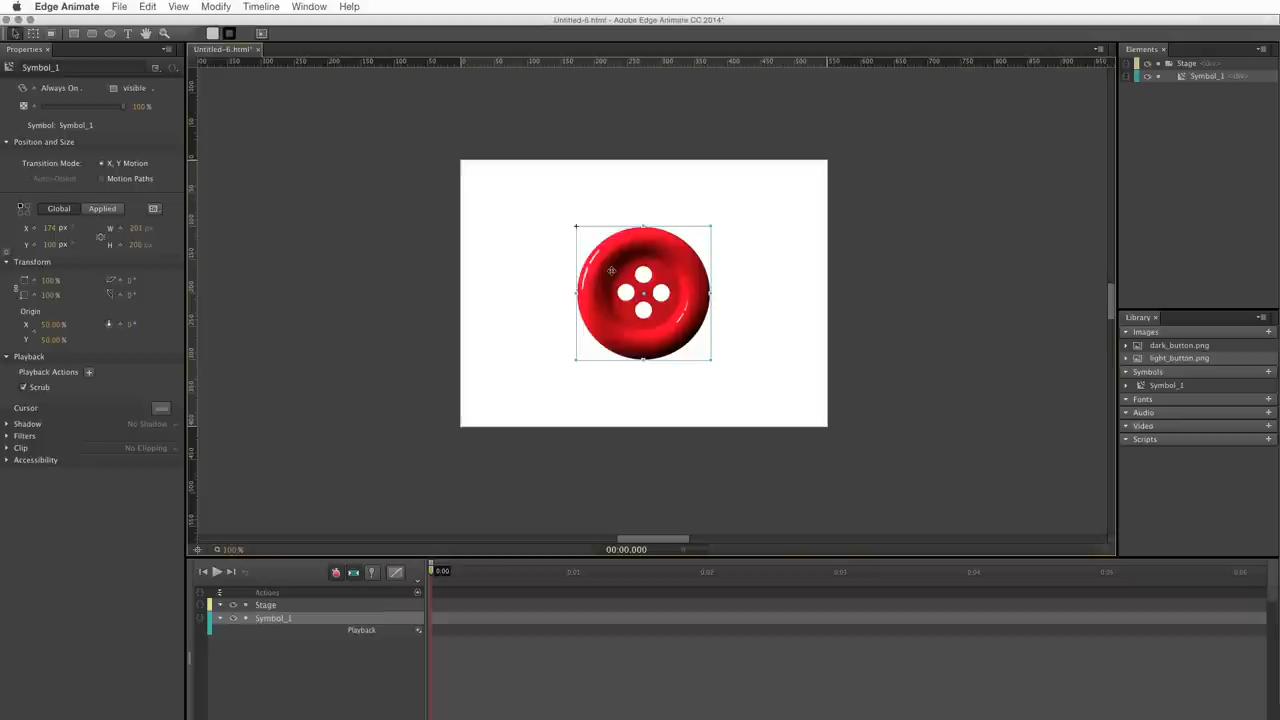 Edge Animate File Edit View Modify Timeline Window Help
Untitled-6.html - Adobe Edge Animate CC 2014*
Properties ×
Untitled-6.html* ×
Elements ×
Symbol_1
Always On
visible
100 %
Symbol: Symbol_1
Position and Size
Transition Mode: X, Y Motion
Auto-Orient Motion Paths
Global Applied
X 174 px W 201 px
Y 100 px H 200 px
Transform
100 % 0°
100 % 0°
Origin
X 50.00 % 0°
Y 50.00 %
Playback
Playback Actions +
Scrub
Cursor
Shadow No Shadow
Filters
Clip No Clipping
Accessibility
Stage <div>
Symbol_1 <div>
Library ×
Images
dark_button.png
light_button.png
Symbols
Symbol_1
Fonts
Audio
Video
Scripts
100 %
00:00.000
0:00 0:01 0:02 0:03 0:04 0:05 0:06
Actions
Stage
Symbol_1
Playback